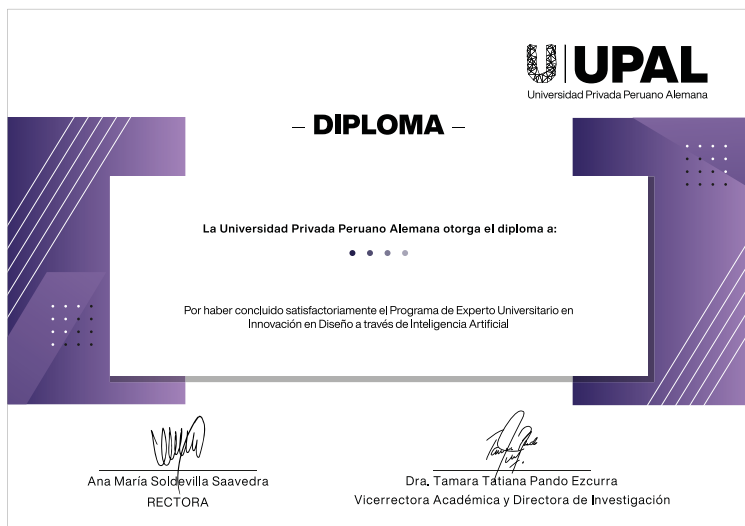 UPAL
Universidad Privada Peruano Alemana
– DIPLOMA –
La Universidad Privada Peruano Alemana otorga el diploma a:
Por haber concluido satisfactoriamente el Programa de Experto Universitario en
Innovación en Diseño a través de Inteligencia Artificial
Ana María Soldevilla Saavedra
RECTORA
Dra. Tamara Tatiana Pando Ezcurra
Vicerrectora Académica y Directora de Investigación